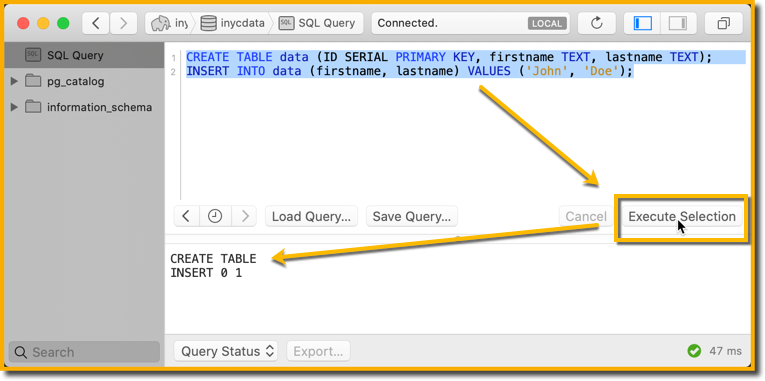 iny
inycdata
SQL Query
Connected.
LOCAL
SQL Query
pg_catalog
information_schema
1 CREATE TABLE data (ID SERIAL PRIMARY KEY, firstname TEXT, lastname TEXT);
2 INSERT INTO data (firstname, lastname) VALUES ('John', 'Doe');
Load Query...
Save Query...
Cancel
Execute Selection
CREATE TABLE
INSERT 0 1
Search
Query Status
Export...
47 ms